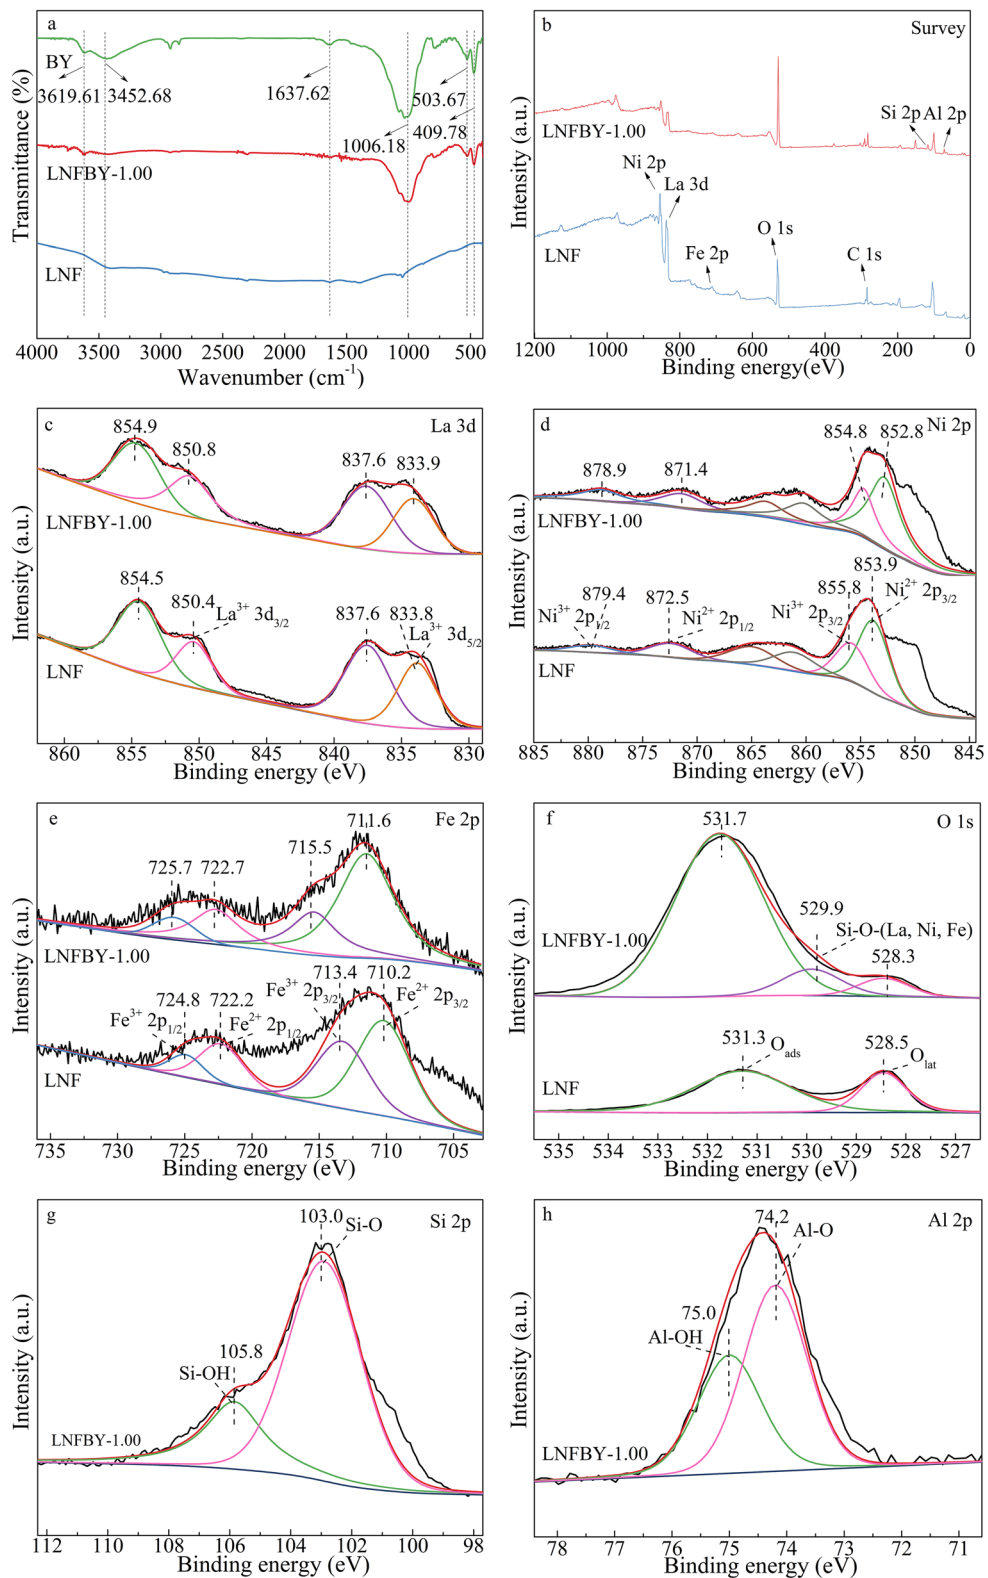 a
BY
3619.61
3452.68
1637.62
503.67
1006.18
409.78
LNFBY-1.00
LNF
Transmittance (%)
4000 3500 3000 2500 2000 1500 1000 500
Wavenumber (cm-1)
b
Survey
LNFBY-1.00
Si 2p
Al 2p
Ni 2p
La 3d
Fe 2p
O 1s
C 1s
LNF
Intensity (a.u.)
1200 1000 800 600 400 200 0
Binding energy(eV)
c
La 3d
854.9
850.8
837.6
833.9
LNFBY-1.00
854.5
850.4
La3+ 3d3/2
837.6
833.8
La3+ 3d5/2
LNF
Intensity (a.u.)
860 855 850 845 840 835 830
Binding energy (eV)
d
Ni 2p
878.9
871.4
854.8
852.8
LNFBY-1.00
879.4
Ni3+ 2p1/2
872.5
Ni2+ 2p1/2
855.8
Ni3+ 2p3/2
853.9
Ni2+ 2p3/2
LNF
Intensity (a.u.)
885 880 875 870 865 860 855 850 845
Binding energy (eV)
e
Fe 2p
725.7
722.7
715.5
711.6
LNFBY-1.00
724.8
Fe3+ 2p1/2
722.2
Fe2+ 2p1/2
713.4
Fe3+ 2p3/2
710.2
Fe2+ 2p3/2
LNF
Intensity (a.u.)
735 730 725 720 715 710 705
Binding energy (eV)
f
O 1s
531.7
529.9
Si-O-(La, Ni, Fe)
528.3
LNFBY-1.00
531.3
Oads
528.5
Olat
LNF
Intensity (a.u.)
535 534 533 532 531 530 529 528 527
Binding energy (eV)
g
Si 2p
103.0
Si-O
105.8
Si-OH
LNFBY-1.00
Intensity (a.u.)
112 110 108 106 104 102 100 98
Binding energy (eV)
h
Al 2p
74.2
Al-O
75.0
Al-OH
LNFBY-1.00
Intensity (a.u.)
78 77 76 75 74 73 72 71
Binding energy (eV)